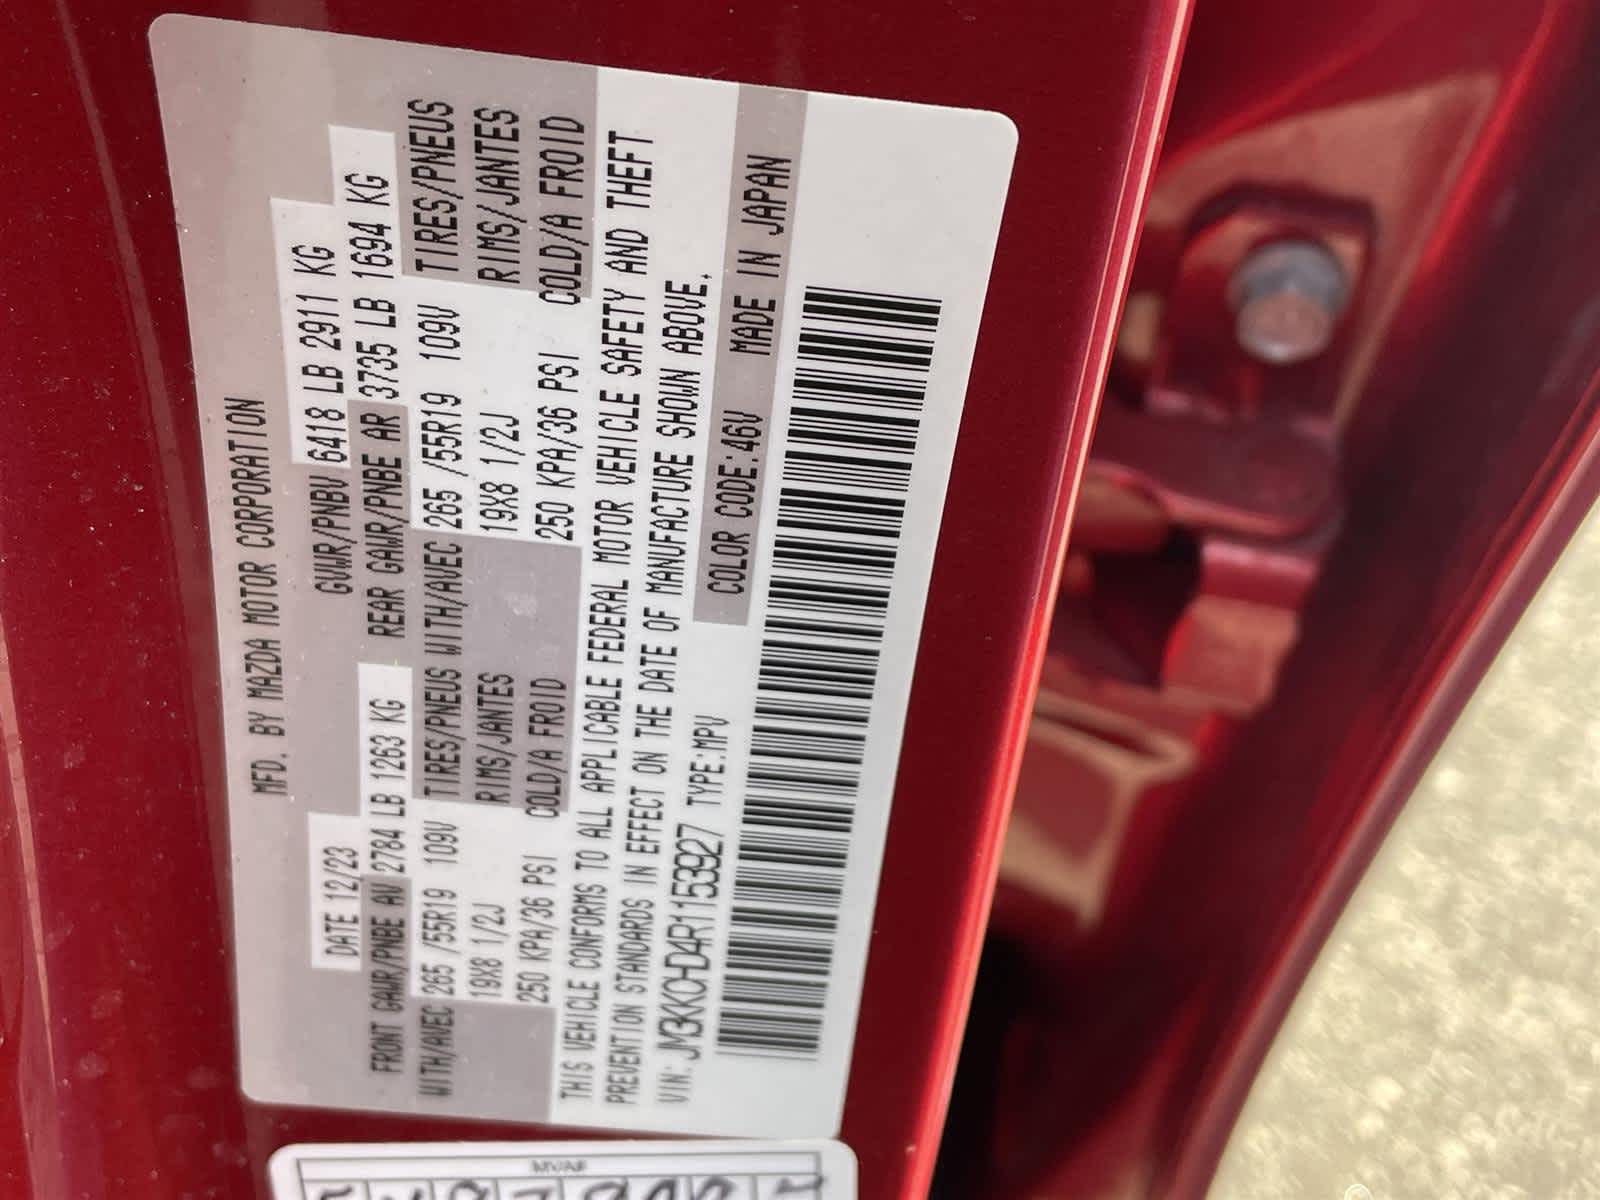 MFD. BY MAZDA MOTOR CORPORATION
DATE 12/23 GVWR/PNBV 6418 LB 2911 KG
FRONT GAWR/PNBE AV 2784 LB 1263 KG REAR GAWR/PNBE AR 3735 LB 1694 KG
WITH/AVEC 265 /55R19 109V TIRES/PNEUS WITH/AVEC 265 /55R19 109V TIRES/PNEUS
19X8 1/2J RIMS/JANTES 19X8 1/2J RIMS/JANTES
250 KPA/36 PSI COLD/A FROID 250 KPA/36 PSI COLD/A FROID
THIS VEHICLE CONFORMS TO ALL APPLICABLE FEDERAL MOTOR VEHICLE SAFETY AND THEFT
PREVENTION STANDARDS IN EFFECT ON THE DATE OF MANUFACTURE SHOWN ABOVE.
VIN: JM3KKCHD4R1153927 TYPE:MPV COLOR CODE:46V MADE IN JAPAN